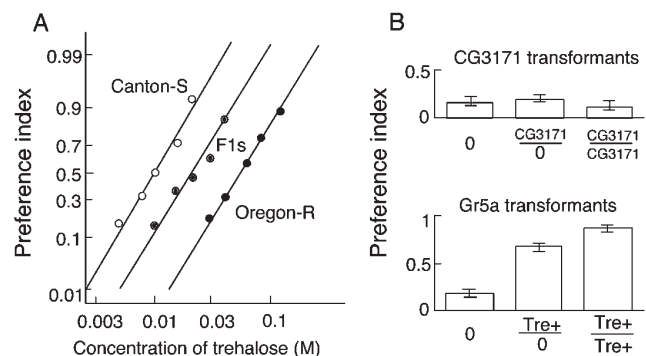 A
Preference index
0.99
0.9
0.7
0.5
0.3
0.1
0.01
Canton-S
F1s
Oregon-R
0.003 0.01 0.03 0.1
Concentration of trehalose (M)
B
CG3171 transformants
Preference index
0.5
0
0
CG3171
0
CG3171
CG3171
Gr5a transformants
1
0.5
0
0
Tre+
0
Tre+
Tre+